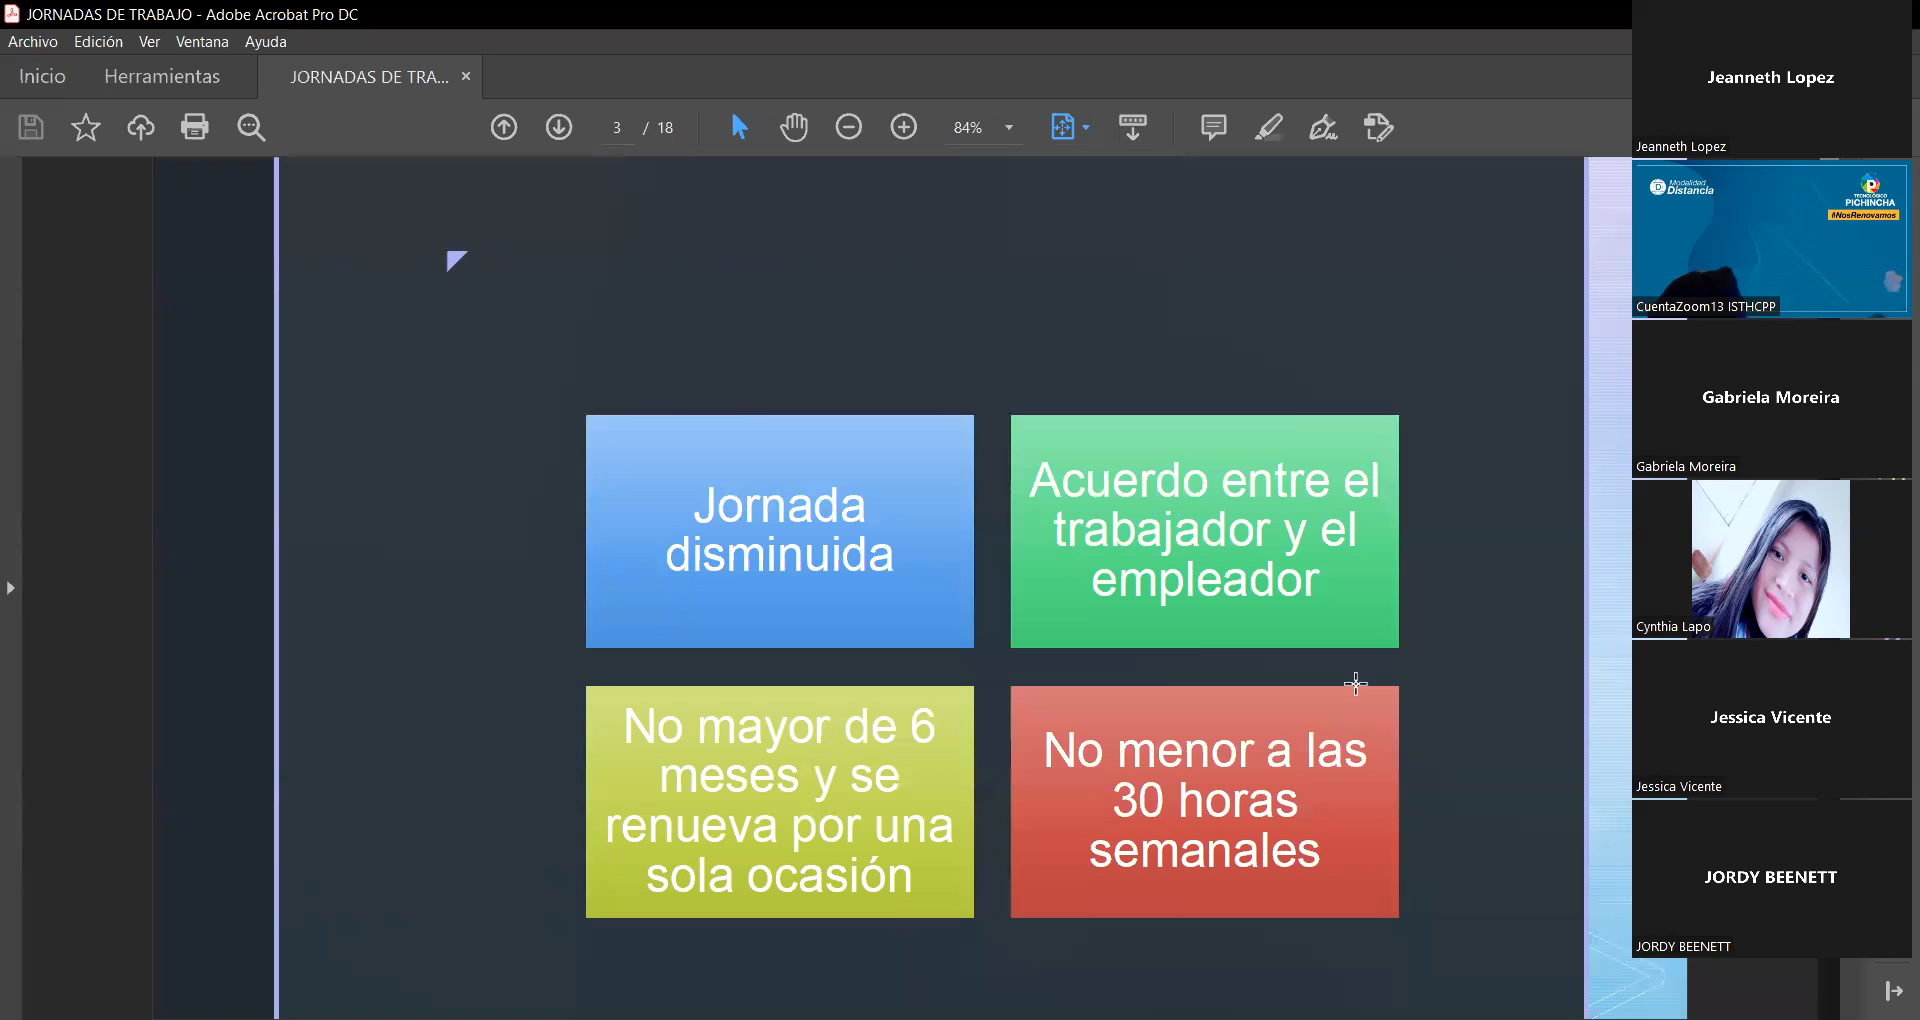 JORNADAS DE TRABAJO - Adobe Acrobat Pro DC
Archivo Edición Ver Ventana Ayuda
Inicio Herramientas JORNADAS DE TRA... ×
3 / 18 84%
Jornada
disminuida
Acuerdo entre el
trabajador y el
empleador
No mayor de 6
meses y se
renueva por una
sola ocasión
No menor a las
30 horas
semanales
Jeanneth Lopez
Jeanneth Lopez
Modalidad
Distancia
TECNOLÓGICO
PICHINCHA
#NosRenovamos
CuentaZoom13 ISTHCPP
Gabriela Moreira
Gabriela Moreira
Cynthia Lapo
Jessica Vicente
Jessica Vicente
JORDY BEENETT
JORDY BEENETT